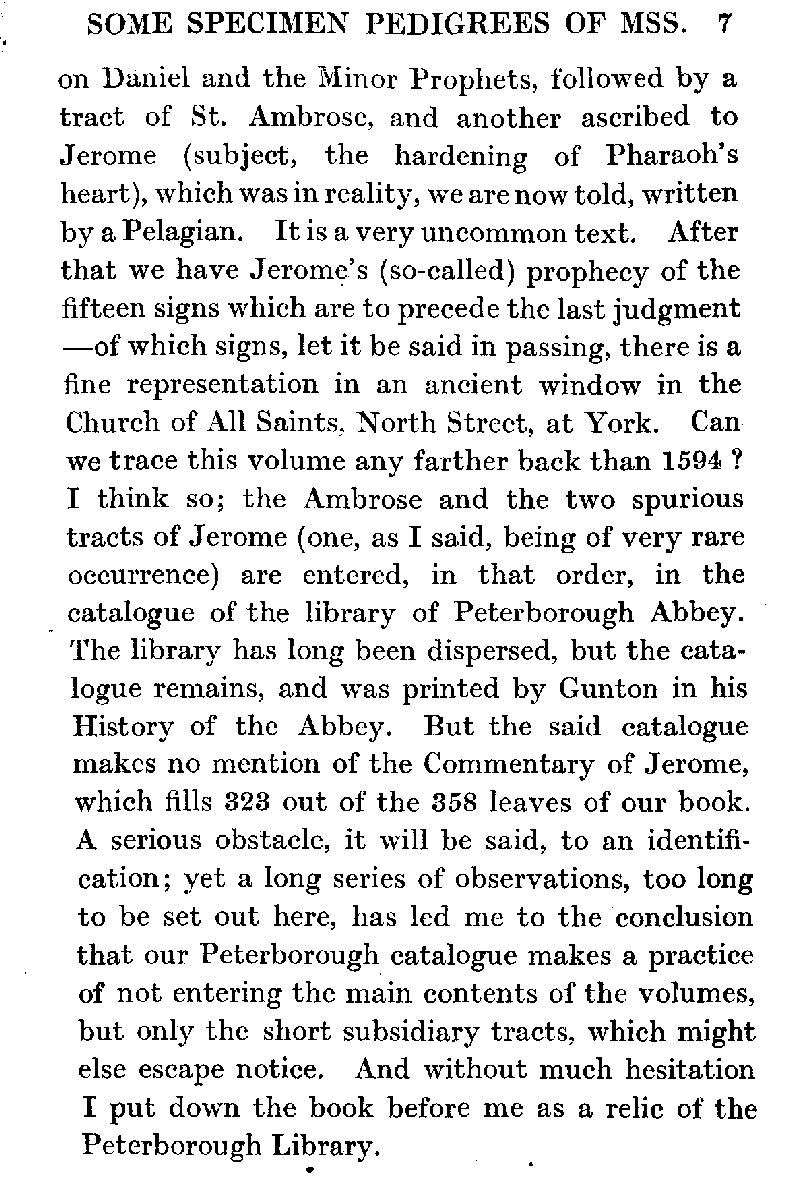 SOME SPECIMEN PEDIGREES OF MSS. 7
on Daniel and the Minor Prophets, followed by a
tract of St. Ambrose, and another ascribed to
Jerome (subject, the hardening of Pharaoh's
heart), which was in reality, we are now told, written
by a Pelagian. It is a very uncommon text. After
that we have Jerome's (so-called) prophecy of the
fifteen signs which are to precede the last judgment
—of which signs, let it be said in passing, there is a
fine representation in an ancient window in the
Church of All Saints, North Street, at York. Can
we trace this volume any farther back than 1594 ?
I think so; the Ambrose and the two spurious
tracts of Jerome (one, as I said, being of very rare
occurrence) are entered, in that order, in the
catalogue of the library of Peterborough Abbey.
The library has long been dispersed, but the cata-
logue remains, and was printed by Gunton in his
History of the Abbey. But the said catalogue
makes no mention of the Commentary of Jerome,
which fills 323 out of the 358 leaves of our book.
A serious obstacle, it will be said, to an identifi-
cation; yet a long series of observations, too long
to be set out here, has led me to the conclusion
that our Peterborough catalogue makes a practice
of not entering the main contents of the volumes,
but only the short subsidiary tracts, which might
else escape notice. And without much hesitation
I put down the book before me as a relic of the
Peterborough Library.